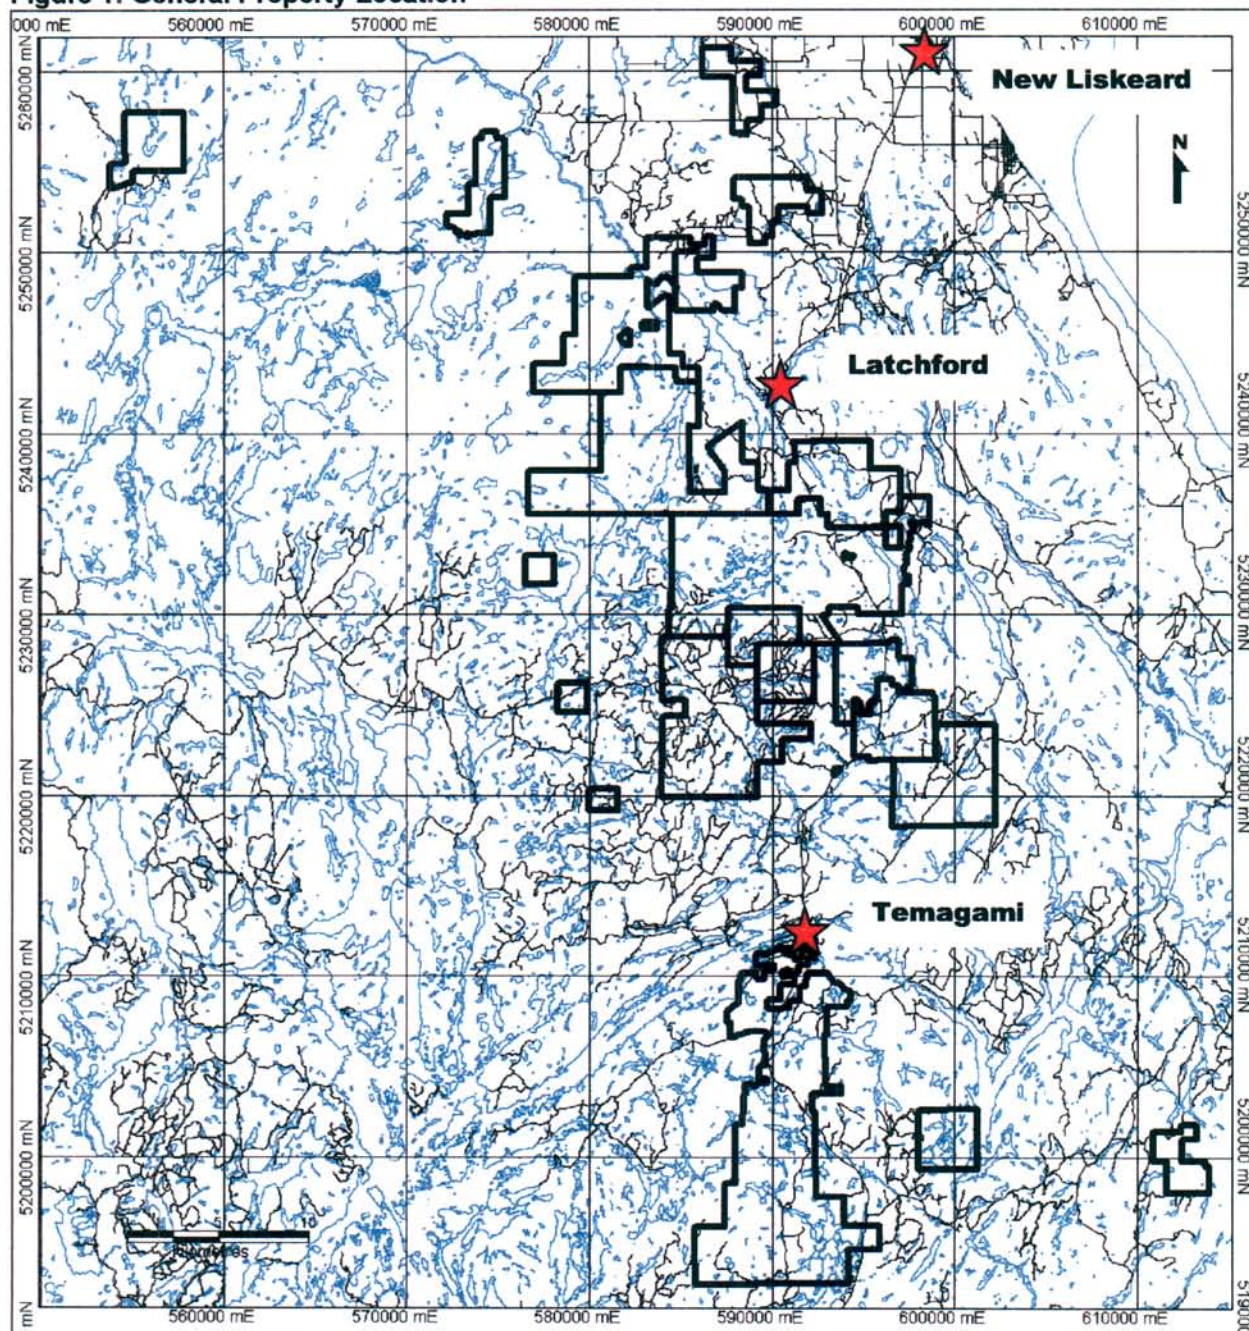 Figure 1: General Property Location
000 mE 560000 mE 570000 mE 580000 mE 590000 mE 600000 mE 610000 mE
mN
5260000 mN
New Liskeard
N
5250000 mN 5250000 mN
Latchford
5240000 mN 5240000 mN
5230000 mN 5230000 mN
5220000 mN 5220000 mN
Temagami
5210000 mN 5210000 mN
5200000 mN 5200000 mN
5 10
kilometres
mN 519000
560000 mE 570000 mE 580000 mE 590000 mE 600000 mE 610000 mE